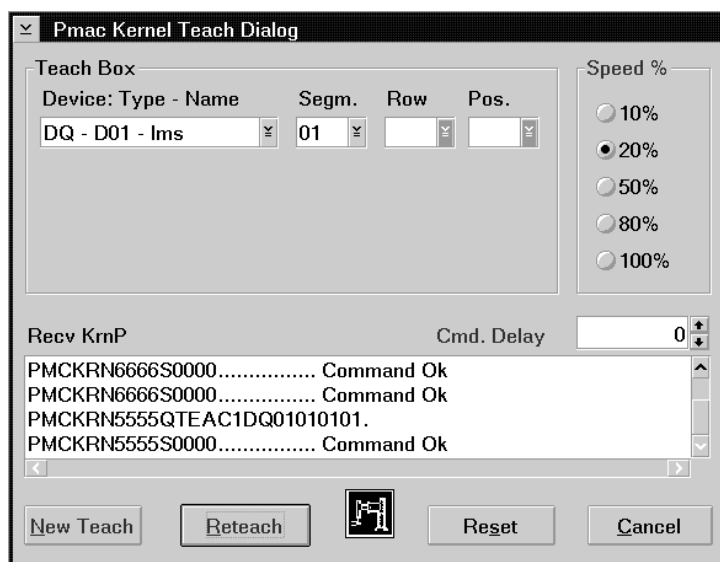 Pmac Kernel Teach Dialog
Teach Box
Device: Type - Name Segm. Row Pos.
DQ - D01 - Ims 01
Speed %
10%
20%
50%
80%
100%
Recv KrnP Cmd. Delay 0
PMCKRN6666S0000................ Command Ok
PMCKRN6666S0000................ Command Ok
PMCKRN5555QTEAC1DQ01010101.
PMCKRN5555S0000................ Command Ok
New Teach Reteach Reset Cancel